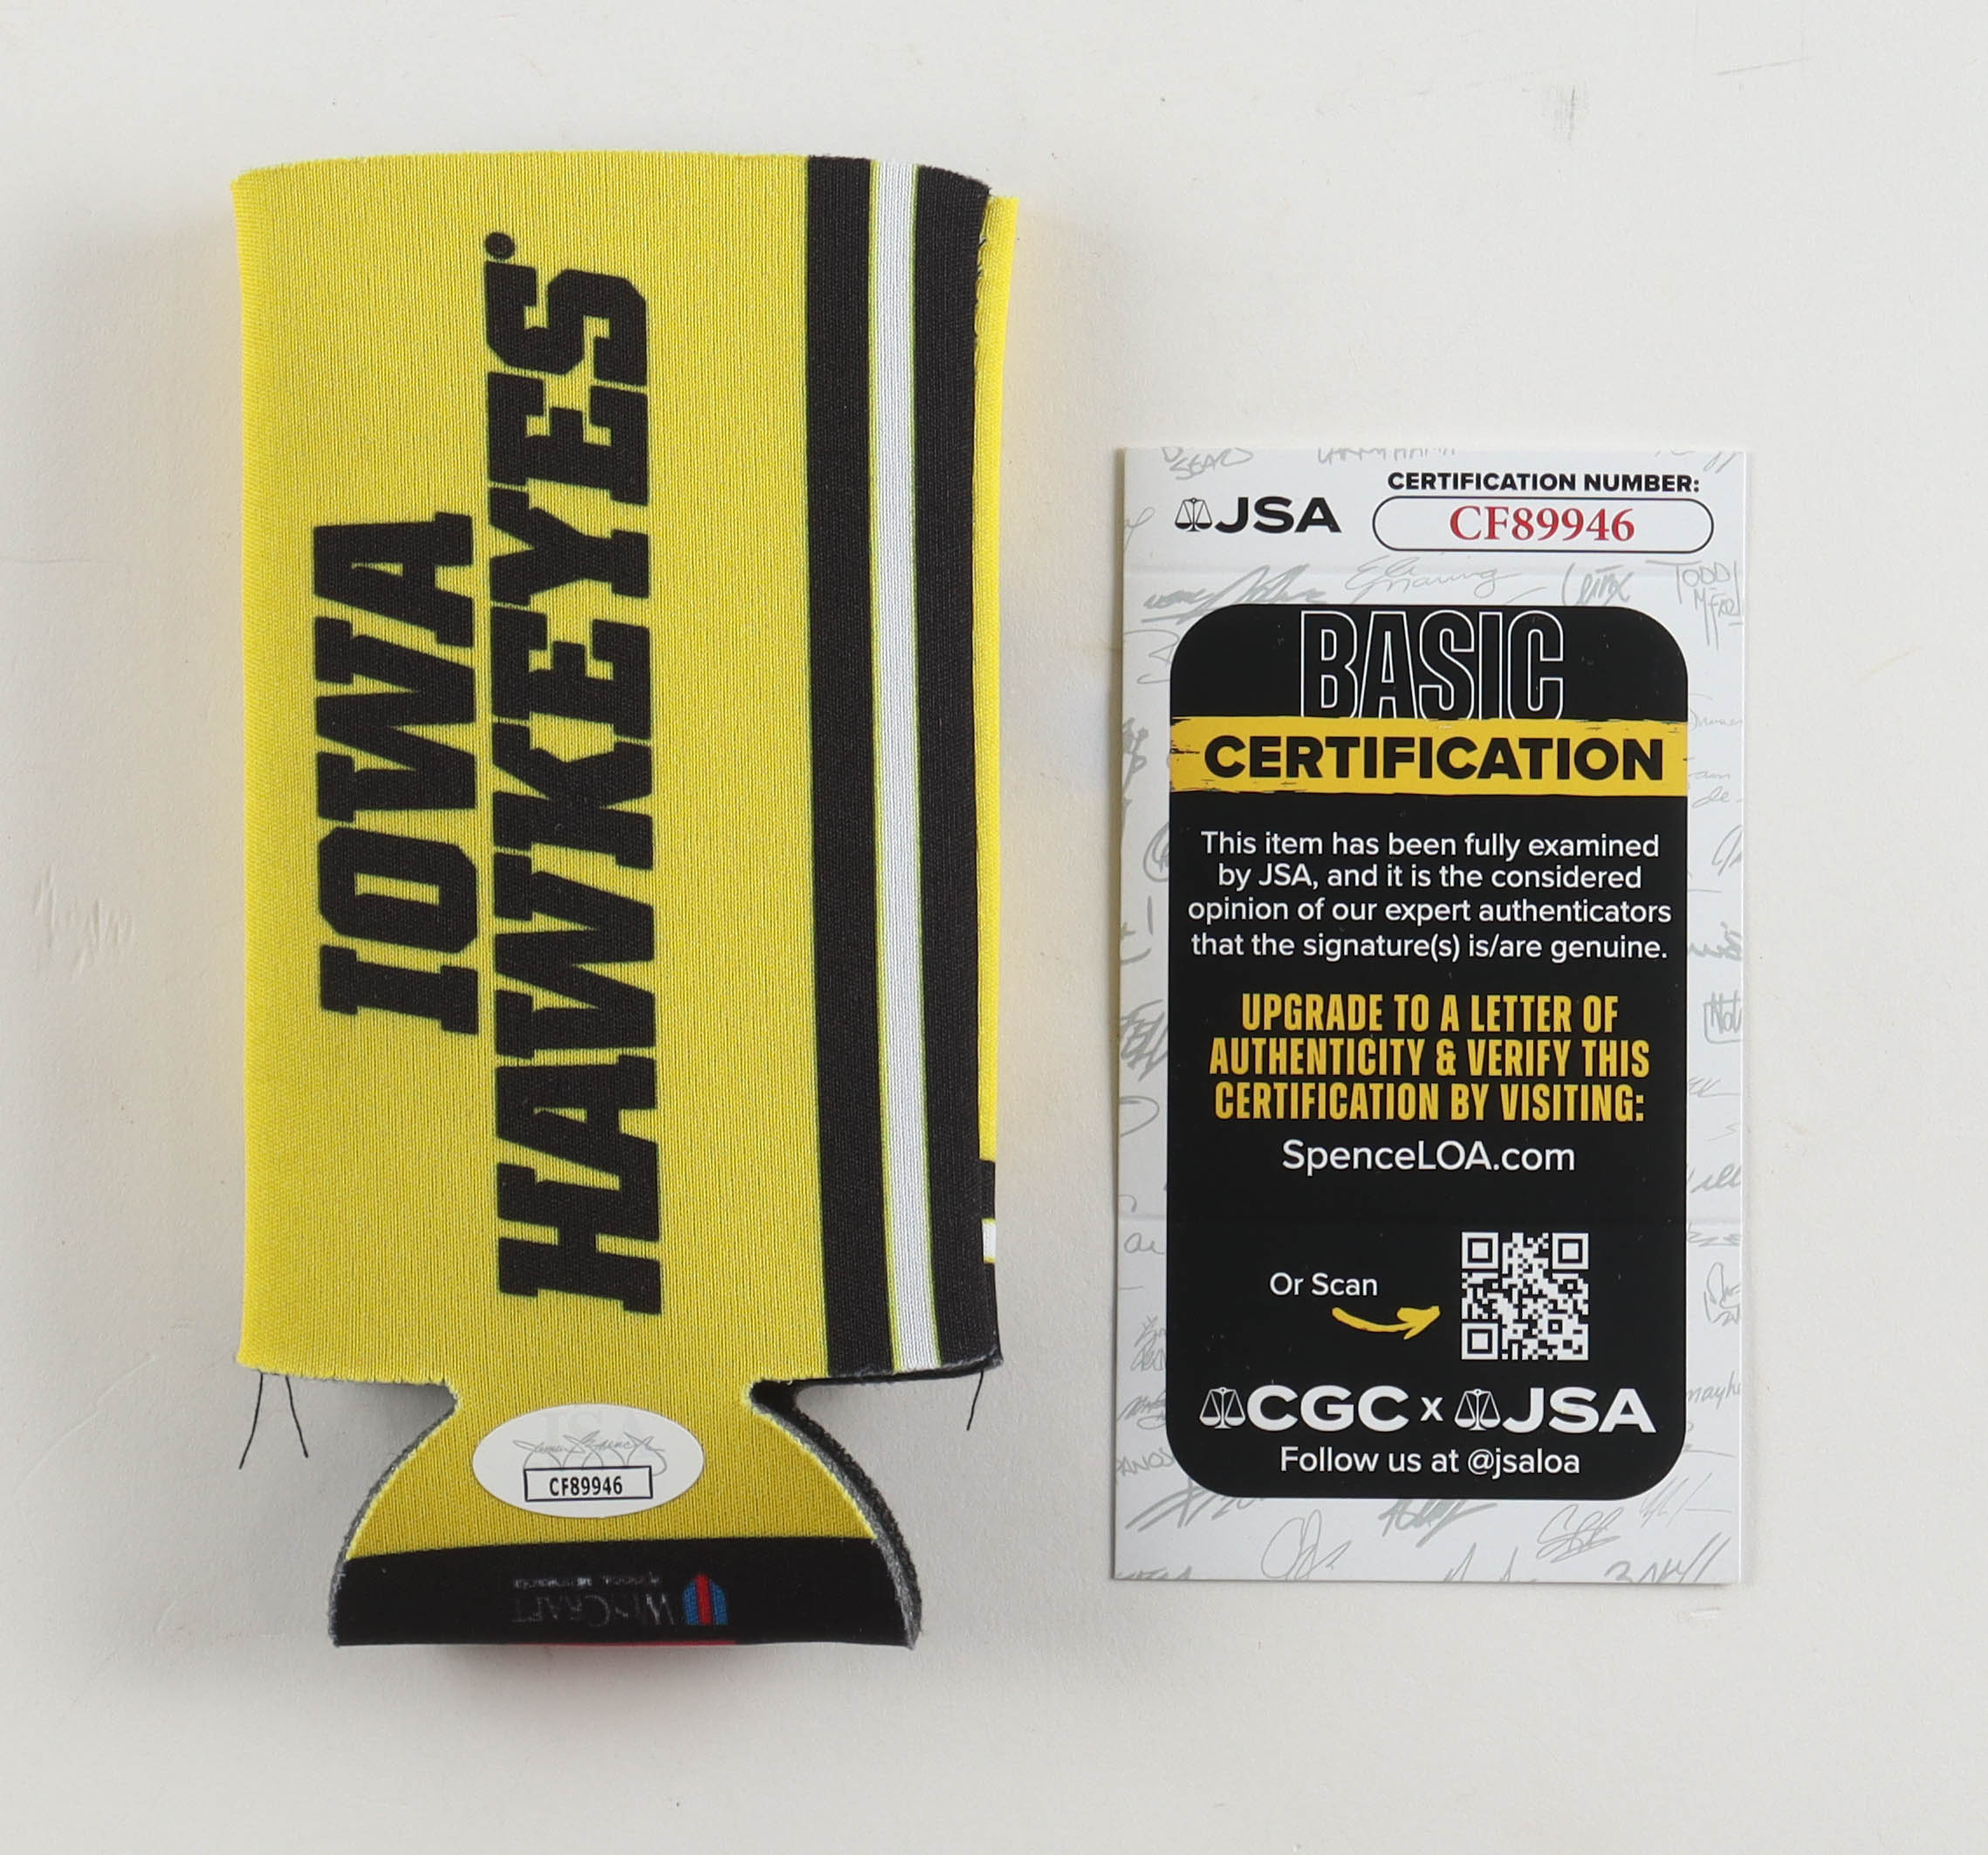 IOWA
HAWKEYES
CF89946
WINCRAFT
JSA
CERTIFICATION NUMBER:
CF89946
BASIC
CERTIFICATION
This item has been fully examined
by JSA, and it is the considered
opinion of our expert authenticators
that the signature(s) is/are genuine.
UPGRADE TO A LETTER OF
AUTHENTICITY & VERIFY THIS
CERTIFICATION BY VISITING:
SpenceLOA.com
Or Scan
CGC x JSA
Follow us at @jsaloa